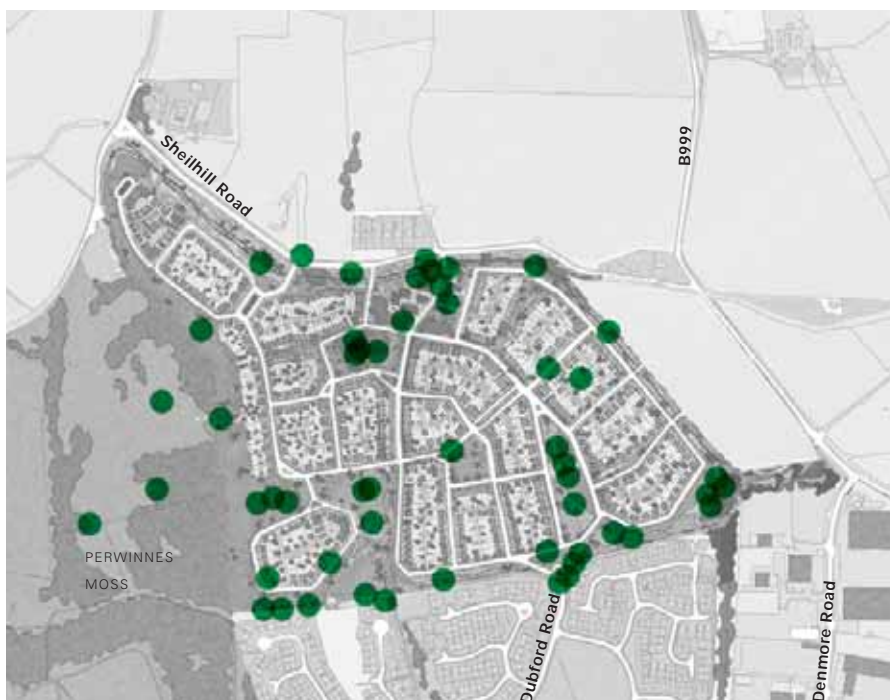 Sheilhill Road
B999
PERWINNES
MOSS
Dubford Road
Denmore Road